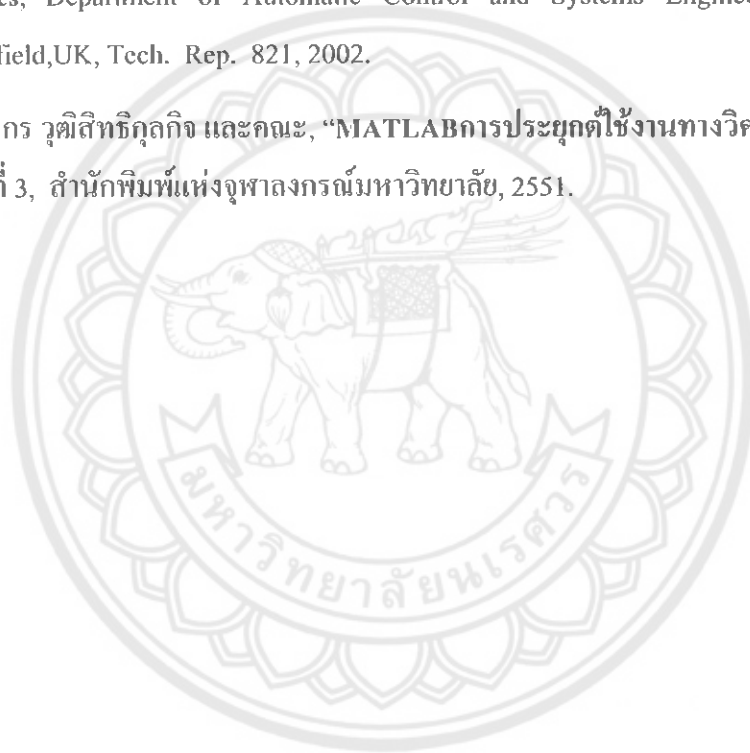 Department of Automatic Control and Systems
field,UK, Tech. Rep. 821, 2002.
กร วุฒิสิทธิกุลกิจ และคณะ, “MATLABการประยุกต์ใช้งานทางวิศ
ที่ 3, สำนักพิมพ์แห่งจุฬาลงกรณ์มหาวิทยาลัย, 2551.
มหาวิทยาลัยนเรศวร